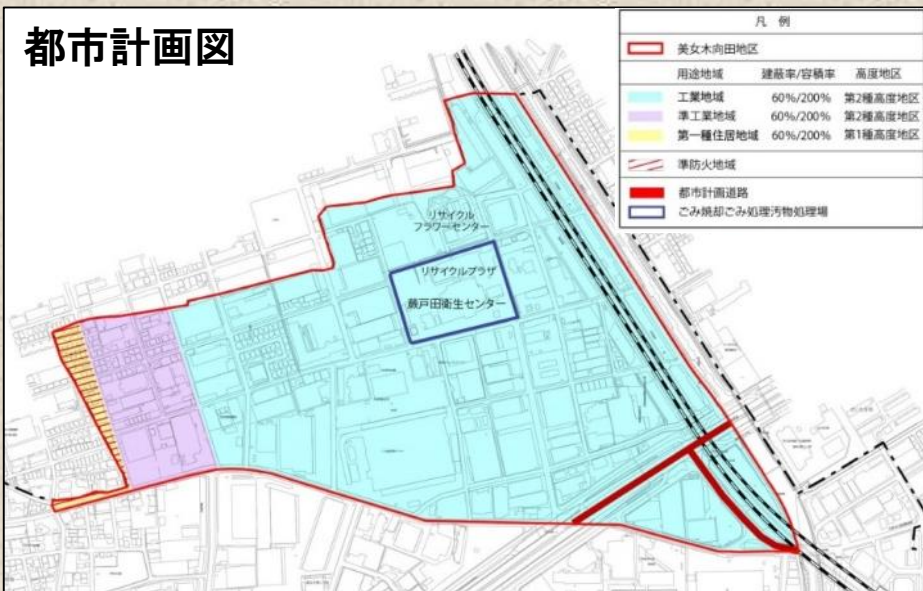 都市計画図
凡 例
美女木向田地区
用途地域 建蔽率/容積率 高度地区
工業地域 60%/200% 第2種高度地区
準工業地域 60%/200% 第2種高度地区
第一種住居地域 60%/200% 第1種高度地区
準防火地域
都市計画道路
ごみ焼却ごみ処理汚物処理場
リサイクル
フラワーセンター
リサイクルプラザ
蕨戸田衛生センター